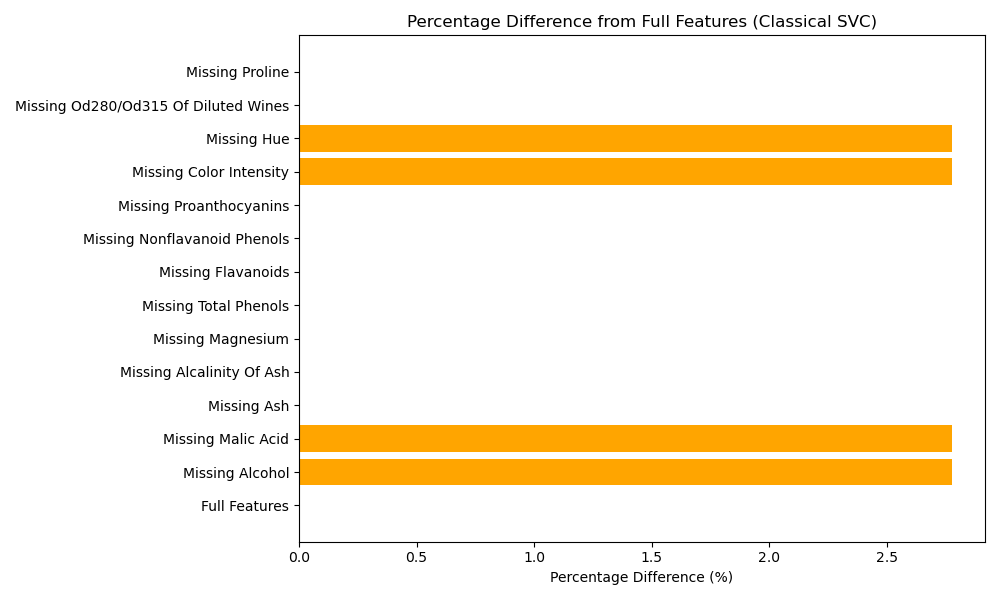 Percentage Difference from Full Features (Classical SVC)
Missing Proline
Missing Od280/Od315 Of Diluted Wines
Missing Hue
Missing Color Intensity
Missing Proanthocyanins
Missing Nonflavanoid Phenols
Missing Flavanoids
Missing Total Phenols
Missing Magnesium
Missing Alcalinity Of Ash
Missing Ash
Missing Malic Acid
Missing Alcohol
Full Features
0.0 0.5 1.0 1.5 2.0 2.5
Percentage Difference (%)